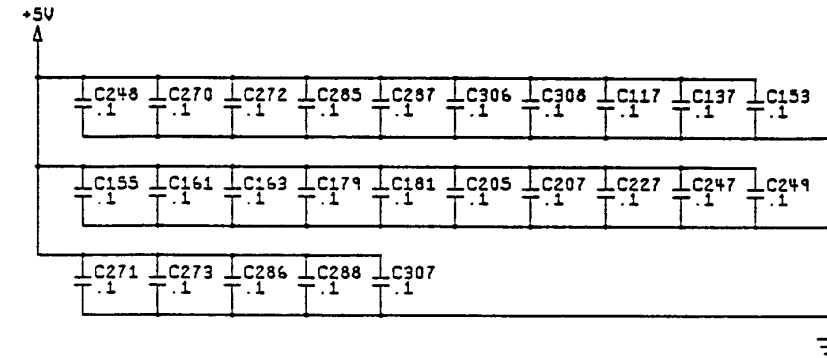 +5V
C248 C270 C272 C285 C287 C306 C308 C117 C137 C153
.1 .1 .1 .1 .1 .1 .1 .1 .1 .1
C155 C161 C163 C179 C181 C205 C207 C227 C247 C249
.1 .1 .1 .1 .1 .1 .1 .1 .1 .1
C271 C273 C286 C288 C307
.1 .1 .1 .1 .1